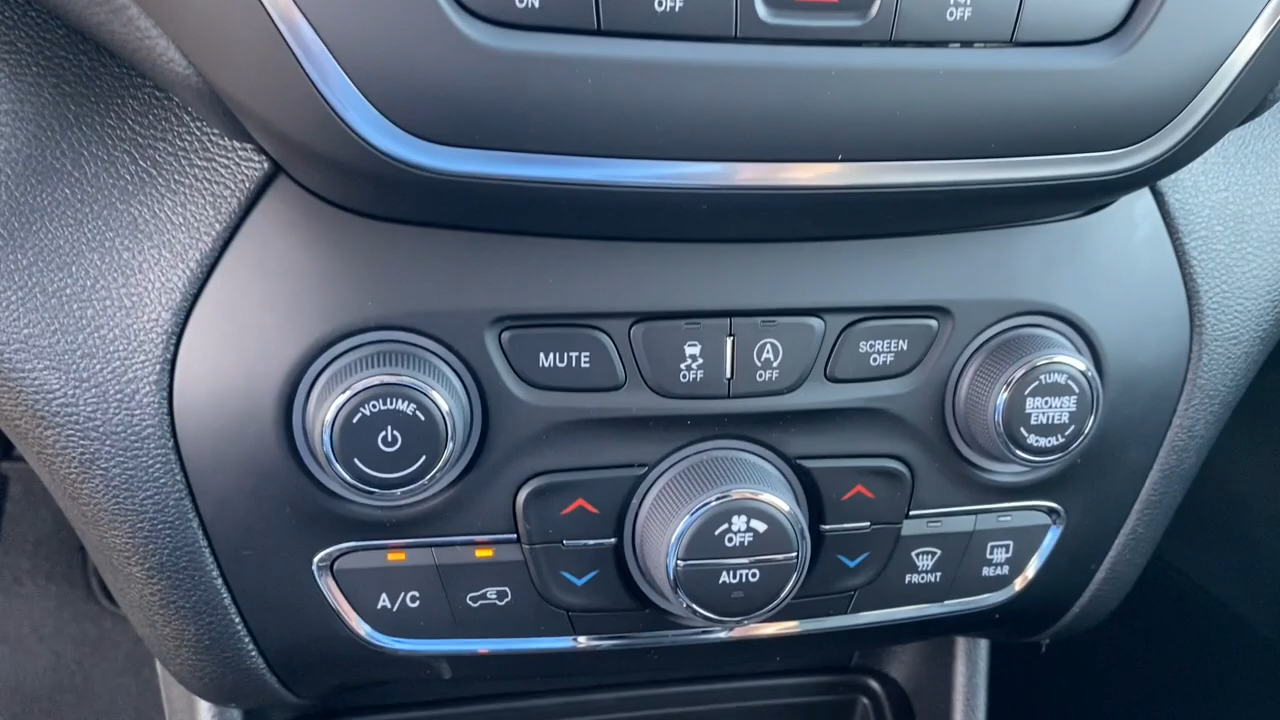 ON
OFF
OFF
MUTE
OFF
A
OFF
SCREEN
OFF
VOLUME
TUNE
BROWSE
ENTER
SCROLL
OFF
AUTO
A/C
FRONT
REAR